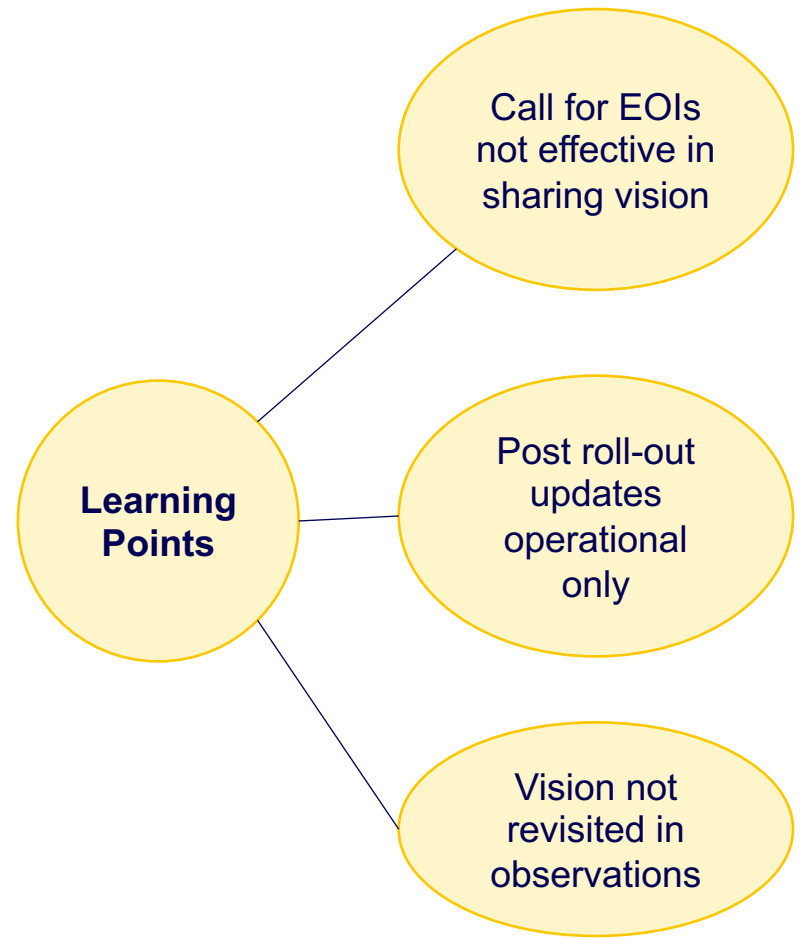 Call for EOIs
not effective in
sharing vision
Learning
Points
Post roll-out
updates
operational
only
Vision not
revisited in
observations